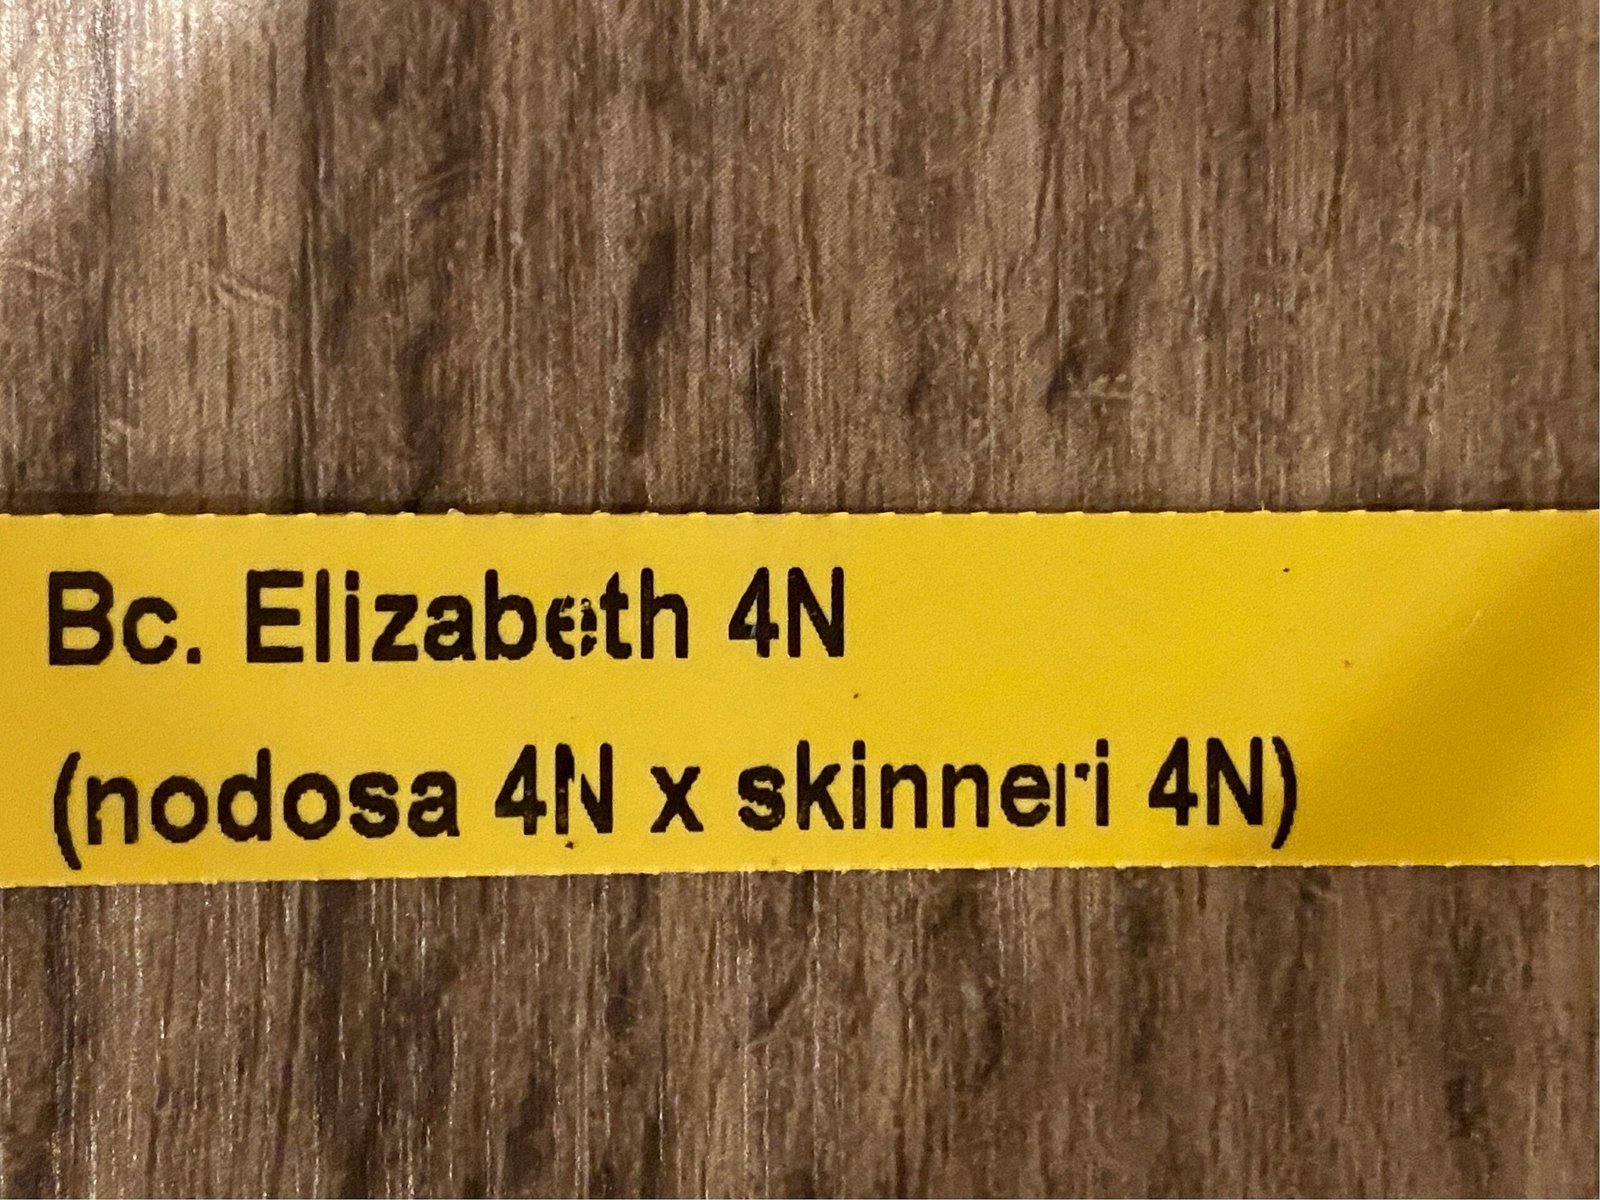 Bc. Elizabeth 4N
(nodosa 4N x skinneri 4N)